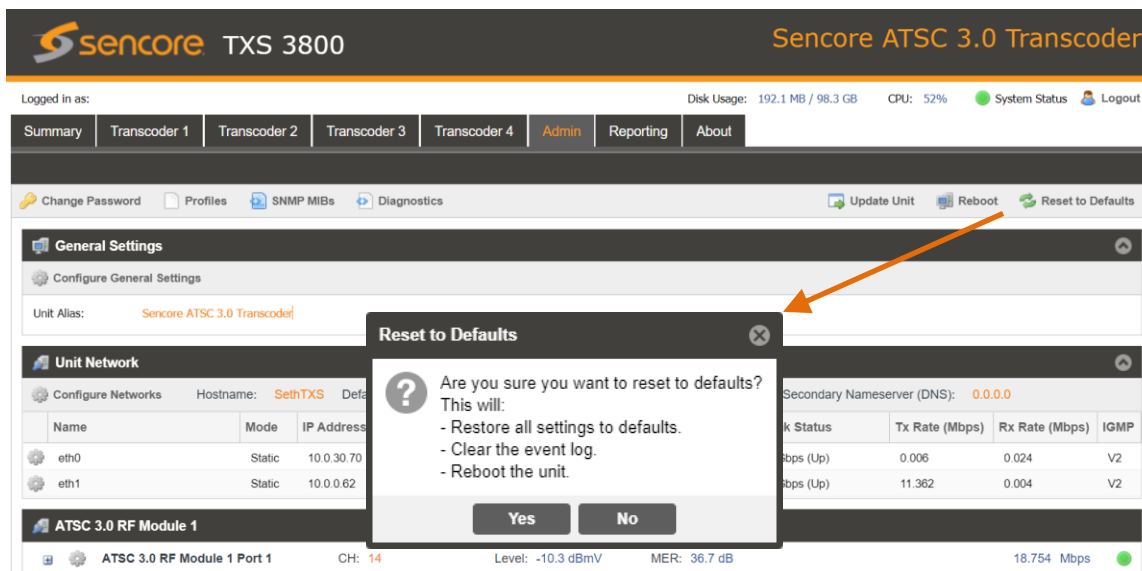 sencore TXS 3800
Sencore ATSC 3.0 Transcoder
Logged in as:
Disk Usage: 192.1 MB / 98.3 GB CPU: 52% System Status Logout
Summary Transcoder 1 Transcoder 2 Transcoder 3 Transcoder 4 Admin Reporting About
Change Password Profiles SNMP MIBs Diagnostics Update Unit Reboot Reset to Defaults
General Settings
Configure General Settings
Unit Alias: Sencore ATSC 3.0 Transcoder
Reset to Defaults
Are you sure you want to reset to defaults?
This will:
- Restore all settings to defaults.
- Clear the event log.
- Reboot the unit.
Yes No
Unit Network
Configure Networks Hostname: SethTXS Secondary Nameserver (DNS): 0.0.0.0
Name Mode IP Address Status Tx Rate (Mbps) Rx Rate (Mbps) IGMP
eth0 Static 10.0.30.70 (Up) 0.006 0.024 V2
eth1 Static 10.0.0.62 (Up) 11.362 0.004 V2
ATSC 3.0 RF Module 1
ATSC 3.0 RF Module 1 Port 1 CH: 14 Level: -10.3 dBmV MER: 36.7 dB 18.754 Mbps